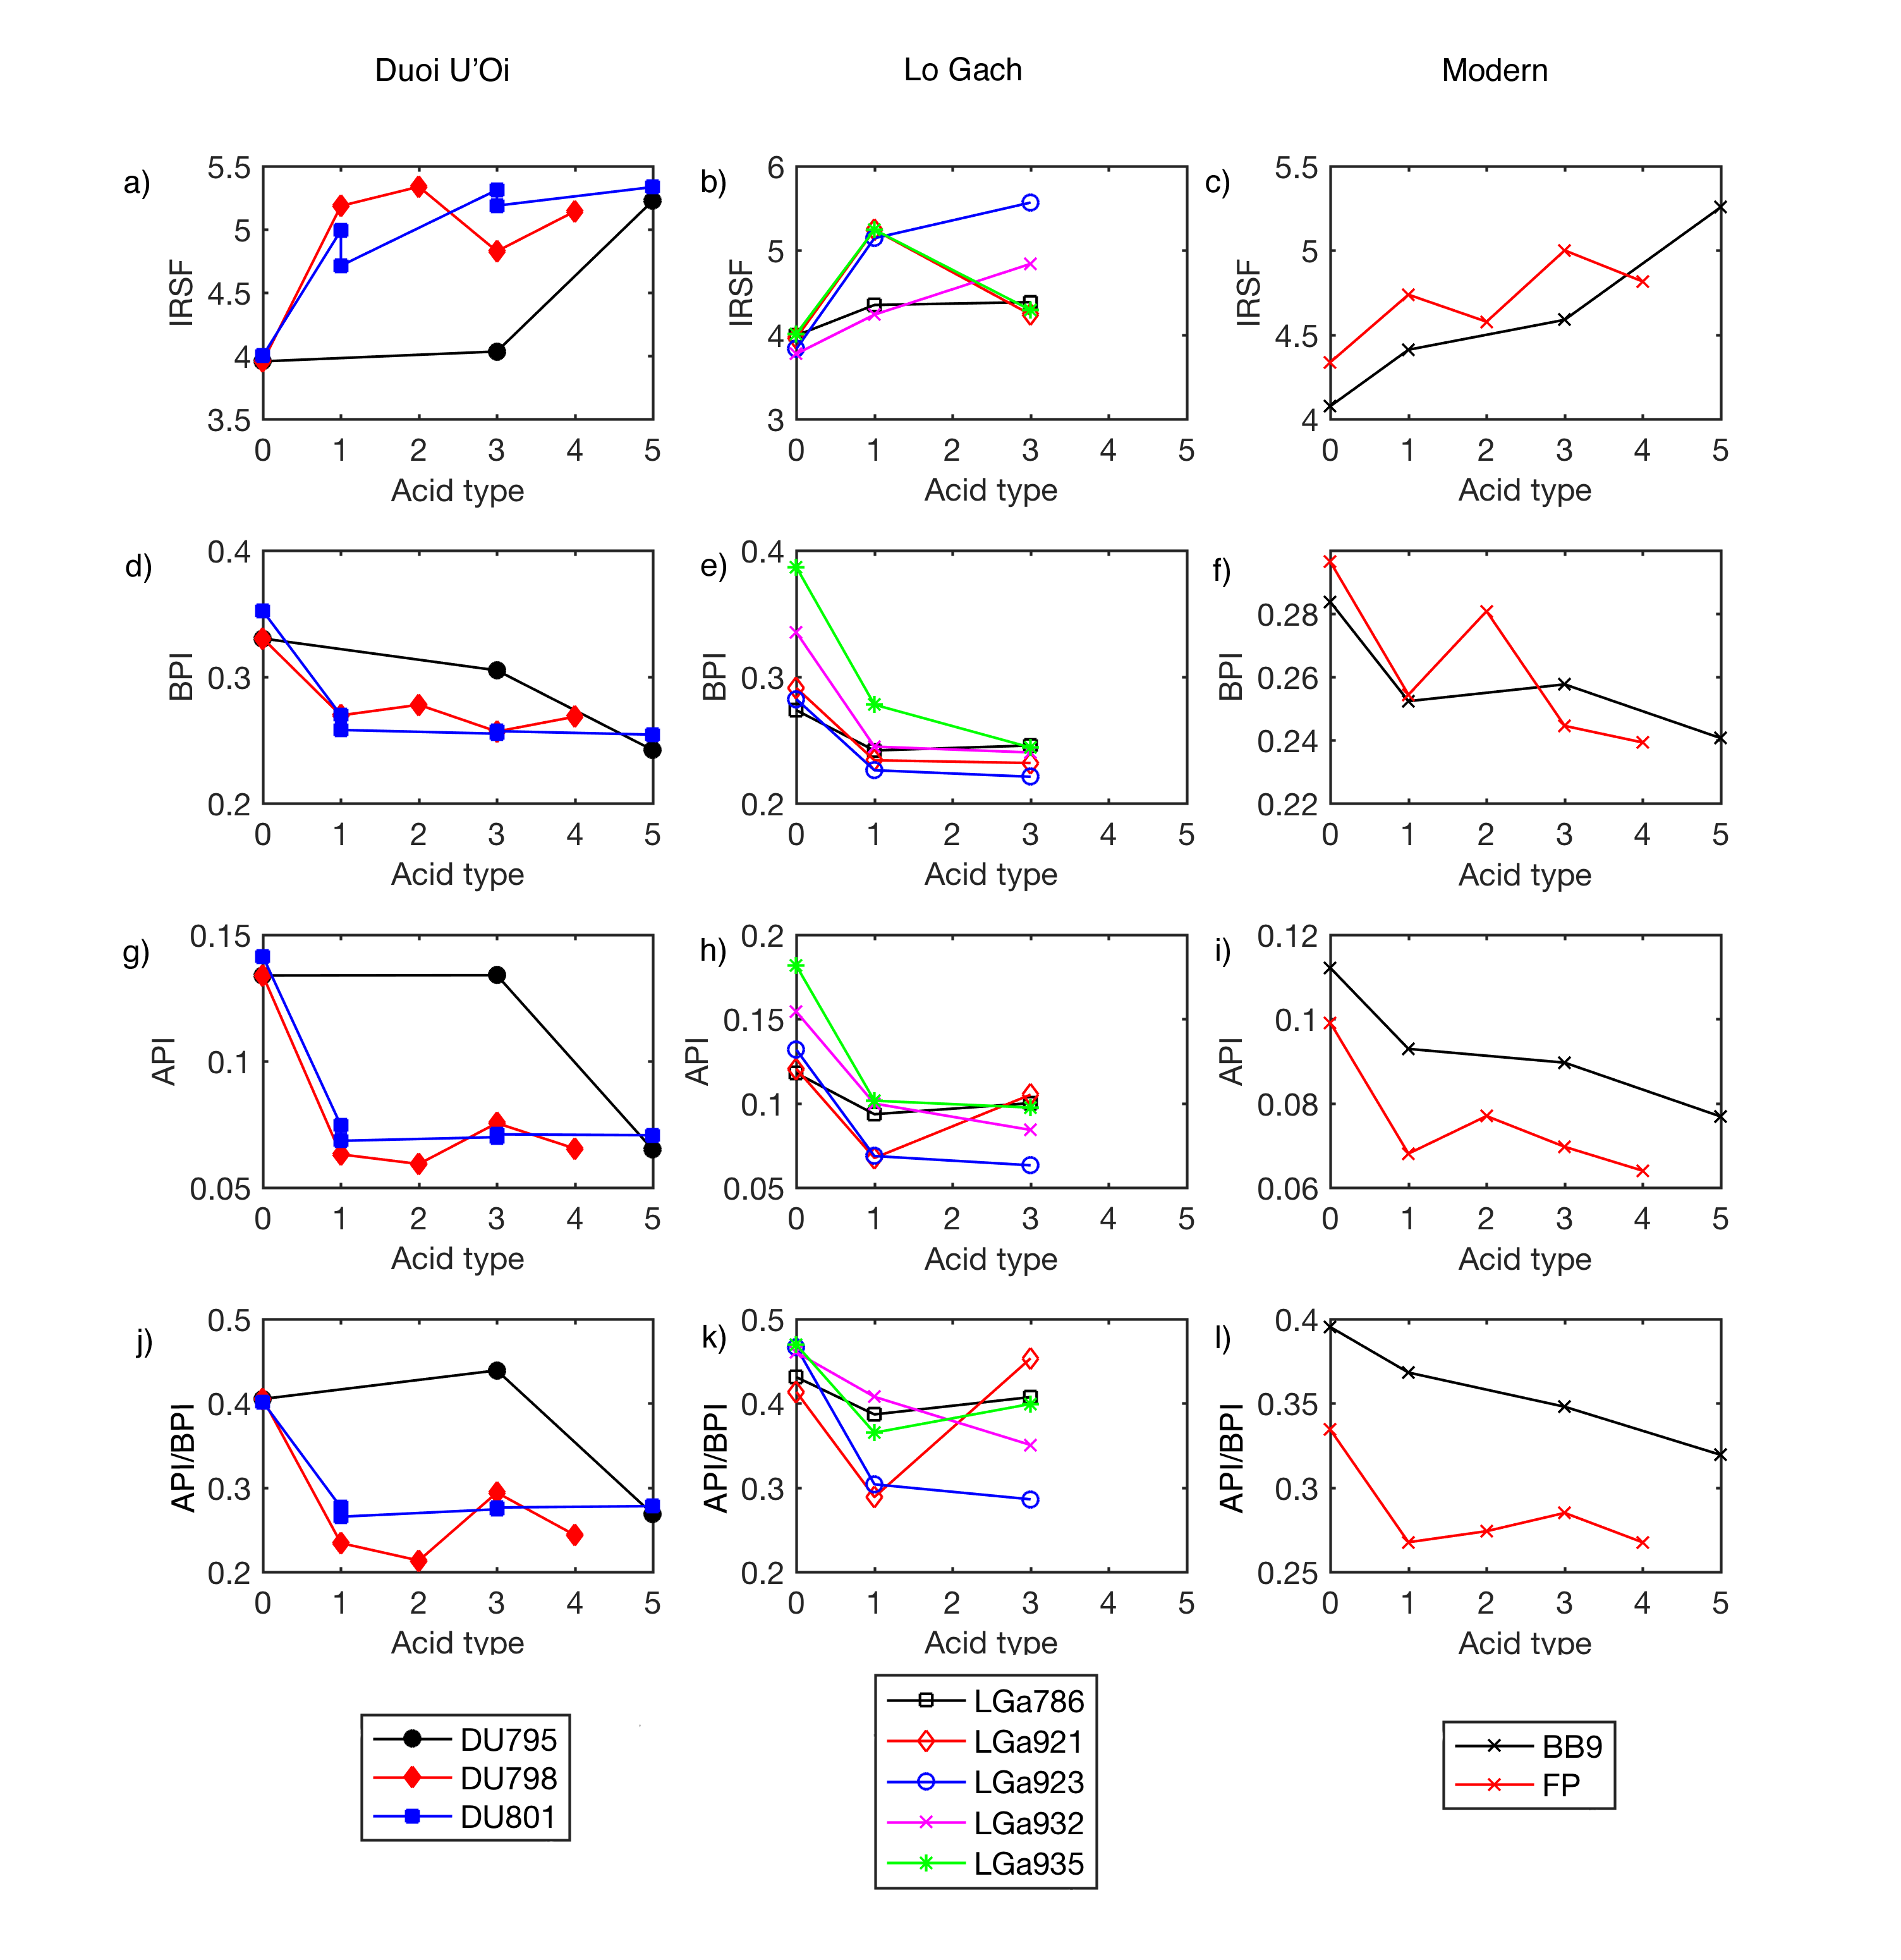 Duoi U'Oi Lo Gach Modern
a) b) c)
5.5 5 4.5 4 3.5
IRSF
0 1 2 3 4 5
Acid type
6 5 4 3
IRSF
0 1 2 3 4 5
Acid type
5.5 5 4.5 4
IRSF
0 1 2 3 4 5
Acid type
d) e) f)
0.4 0.3 0.2
BPI
0 1 2 3 4 5
Acid type
0.4 0.3 0.2
BPI
0 1 2 3 4 5
Acid type
0.28 0.26 0.24 0.22
BPI
0 1 2 3 4 5
Acid type
g) h) i)
0.15 0.1 0.05
API
0 1 2 3 4 5
Acid type
0.2 0.15 0.1 0.05
API
0 1 2 3 4 5
Acid type
0.12 0.1 0.08 0.06
API
0 1 2 3 4 5
Acid type
j) k) l)
0.5 0.4 0.3 0.2
API/BPI
0 1 2 3 4 5
Acid type
0.5 0.4 0.3 0.2
API/BPI
0 1 2 3 4 5
Acid type
0.4 0.35 0.3 0.25
API/BPI
0 1 2 3 4 5
Acid type
DU795
DU798
DU801
LGa786
LGa921
LGa923
LGa932
LGa935
BB9
FP